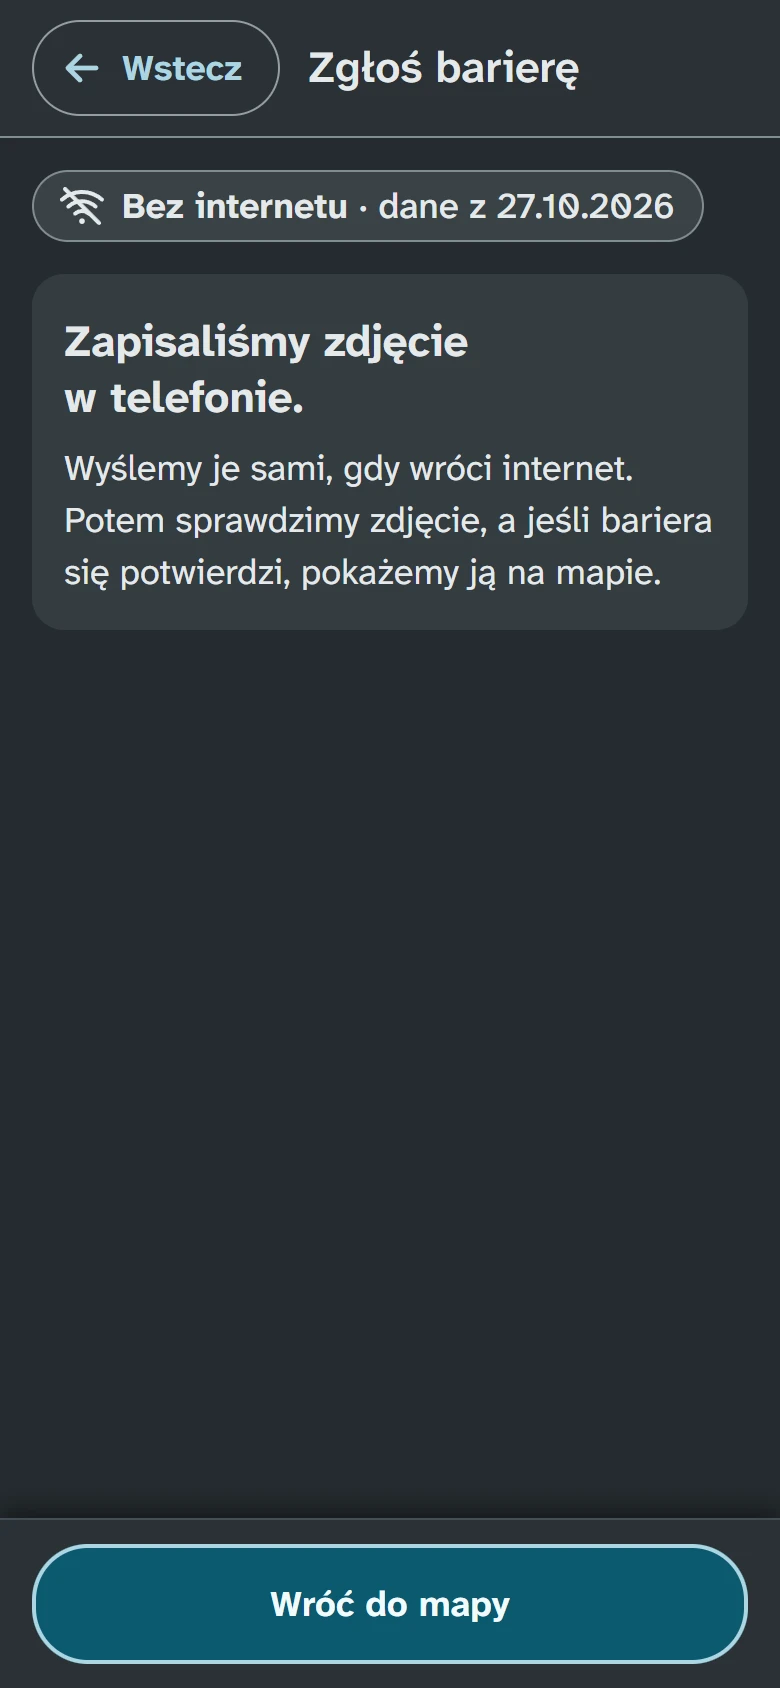 Wstecz
Zgłoś barierę
Bez internetu · dane z 27.10.2026
Zapisaliśmy zdjęcie
w telefonie.
Wyślemy je sami, gdy wróci internet.
Potem sprawdzimy zdjęcie, a jeśli bariera
się potwierdzi, pokażemy ją na mapie.
Wróć do mapy